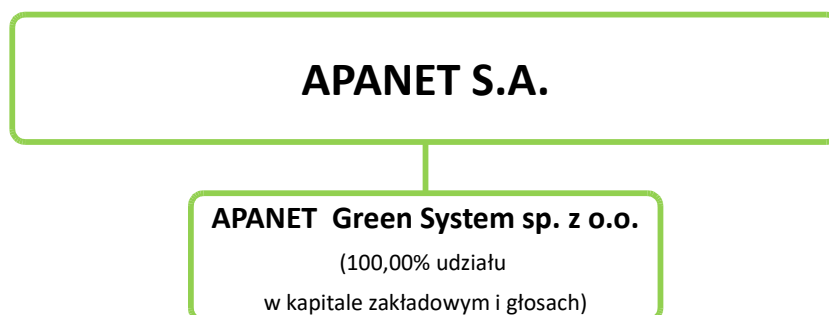 APANET S.A.
APANET Green System sp. z o.o.
(100,00% udziału
w kapitale zakładowym i głosach)